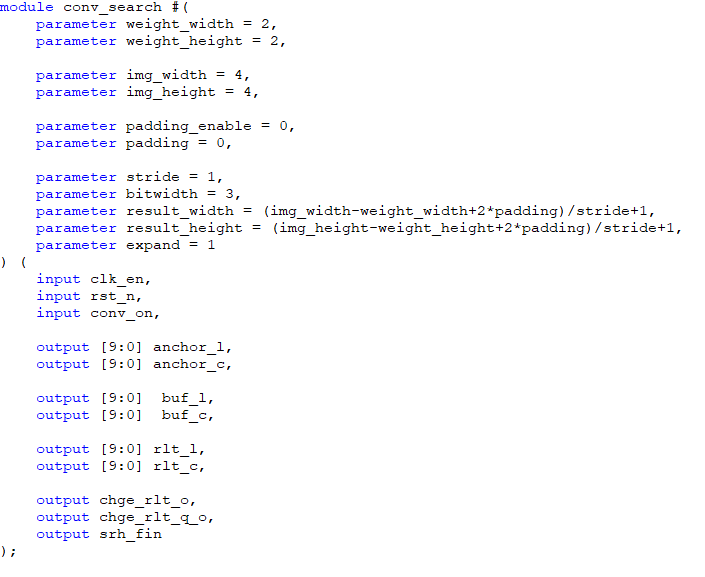 module conv_search #(
    parameter weight_width = 2,
    parameter weight_height = 2,

    parameter img_width = 4,
    parameter img_height = 4,

    parameter padding_enable = 0,
    parameter padding = 0,

    parameter stride = 1,
    parameter bitwidth = 3,
    parameter result_width = (img_width-weight_width+2*padding)/stride+1,
    parameter result_height = (img_height-weight_height+2*padding)/stride+1,
    parameter expand = 1
) (
    input clk_en,
    input rst_n,
    input conv_on,

    output [9:0] anchor_l,
    output [9:0] anchor_c,

    output [9:0]  buf_l,
    output [9:0]  buf_c,

    output [9:0] rlt_l,
    output [9:0] rlt_c,

    output chge_rlt_o,
    output chge_rlt_q_o,
    output srh_fin
);